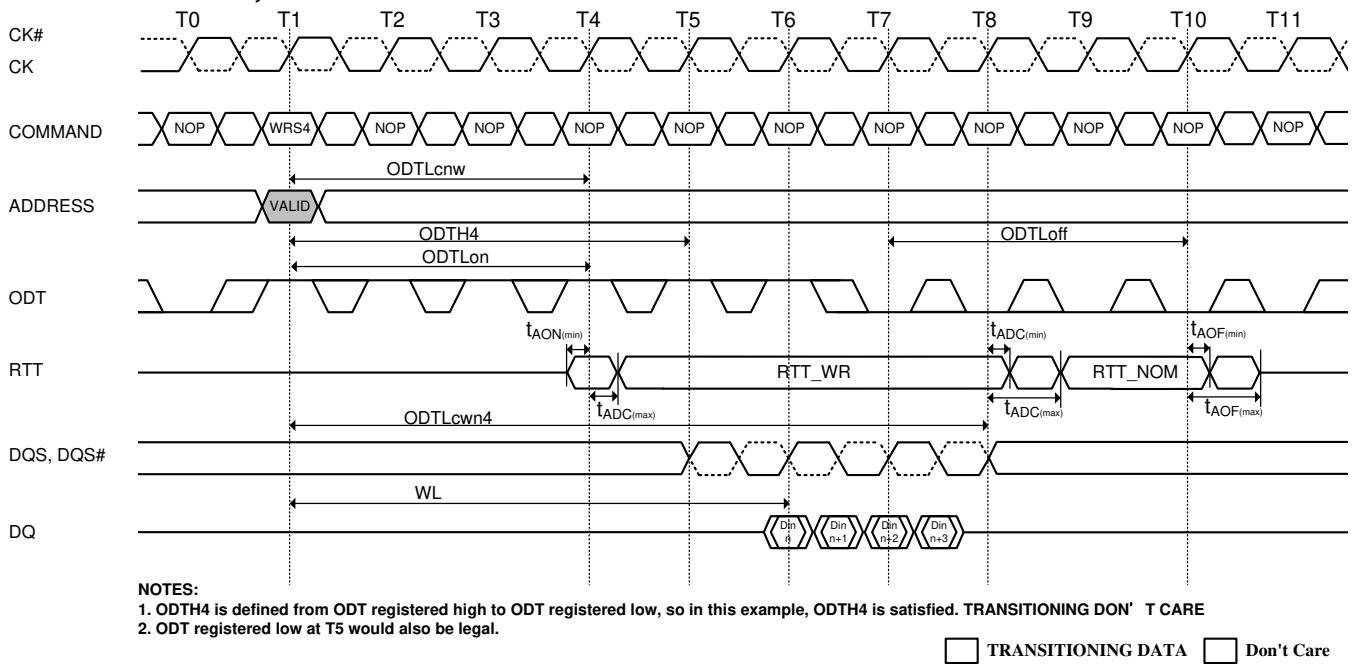 T0 T1 T2 T3 T4 T5 T6 T7 T8 T9 T10 T11
CK#
CK
COMMAND
NOP WRS4 NOP NOP NOP NOP NOP NOP NOP NOP NOP NOP
ODTLcnw
ADDRESS
VALID
ODTH4 ODTLoff
ODTLon
ODT
tAON(min) tADC(min) tAOF(min)
RTT
RTT_WR RTT_NOM
tADC(max) tADC(max) tAOF(max)
ODTLcwn4
DQS, DQS#
WL
DQ
Din n Din n+1 Din n+2 Din n+3
NOTES:
1. ODTH4 is defined from ODT registered high to ODT registered low, so in this example, ODTH4 is satisfied. TRANSITIONING DON' T CARE
2. ODT registered low at T5 would also be legal.
TRANSITIONING DATA Don't Care